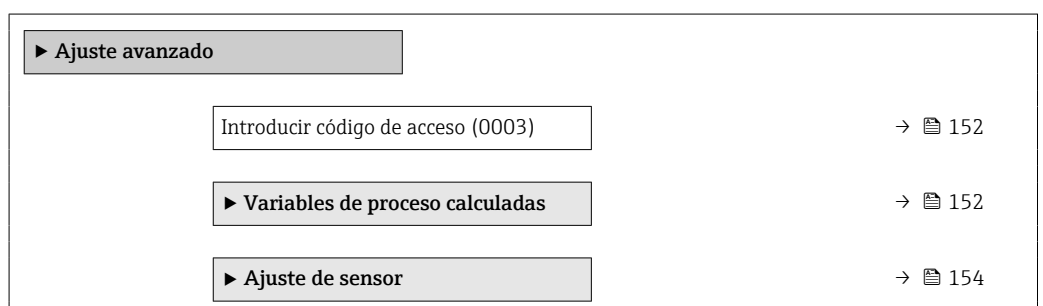 ▶ Ajuste avanzado
Introducir código de acceso (0003) → 152
▶ Variables de proceso calculadas → 152
▶ Ajuste de sensor → 154